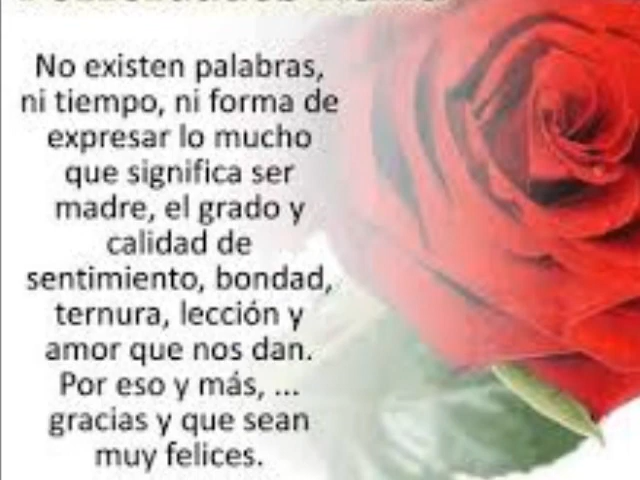 No existen palabras,
ni tiempo, ni forma de
expresar lo mucho
que significa ser
madre, el grado y
calidad de
sentimiento, bondad,
ternura, lección y
amor que nos dan.
Por eso y más, ...
gracias y que sean
muy felices.